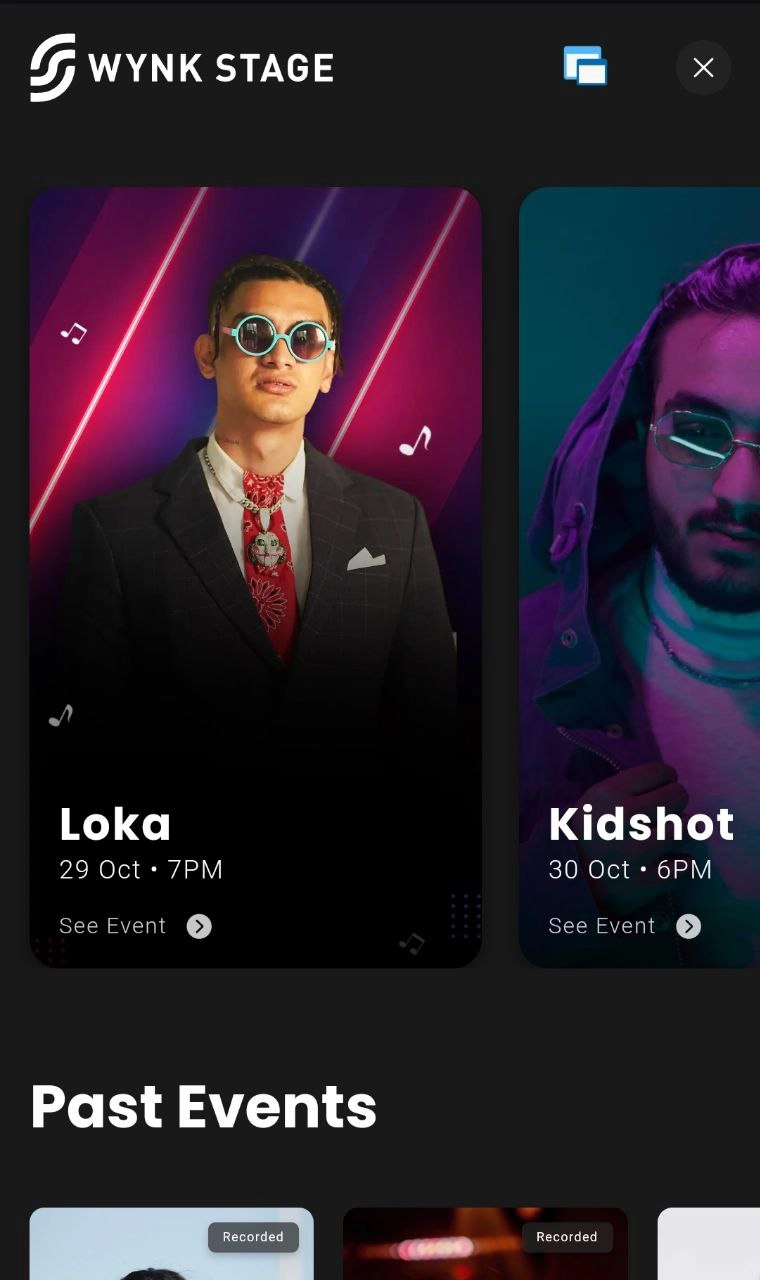 WYNK STAGE
Loka
29 Oct • 7PM
See Event
Kidshot
30 Oct • 6PM
See Event
Past Events
Recorded
Recorded